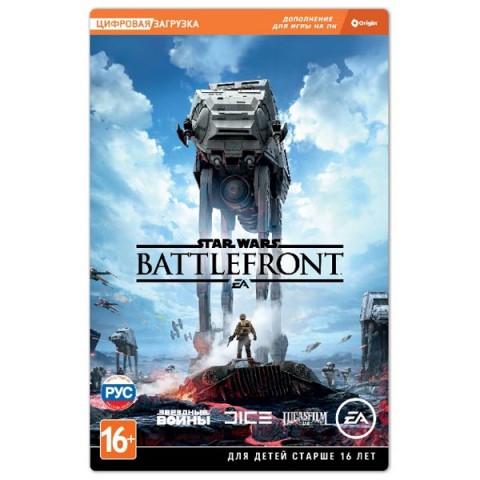 ЦИФРОВАЯ ЗАГРУЗКА
ДОПОЛНЕНИЕ
ДЛЯ ИГРЫ НА ПК
Origin
STAR WARS
BATTLEFRONT
EA
РУС
ЗВЕЗДНЫЕ
ВОЙНЫ
DICE
LUCASFILM
EA
16+
ДЛЯ ДЕТЕЙ СТАРШЕ 16 ЛЕТ